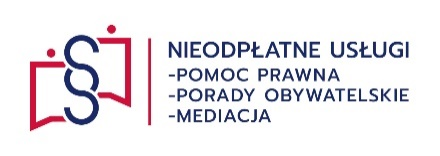 NIEODPŁATNE USŁUGI
-POMOC PRAWNA
-PORADY OBYWATELSKIE
-MEDIACJA